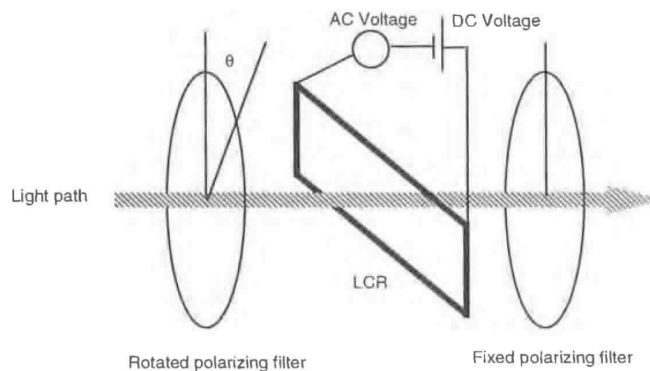 AC Voltage
DC Voltage
θ
Light path
LCR
Rotated polarizing filter
Fixed polarizing filter